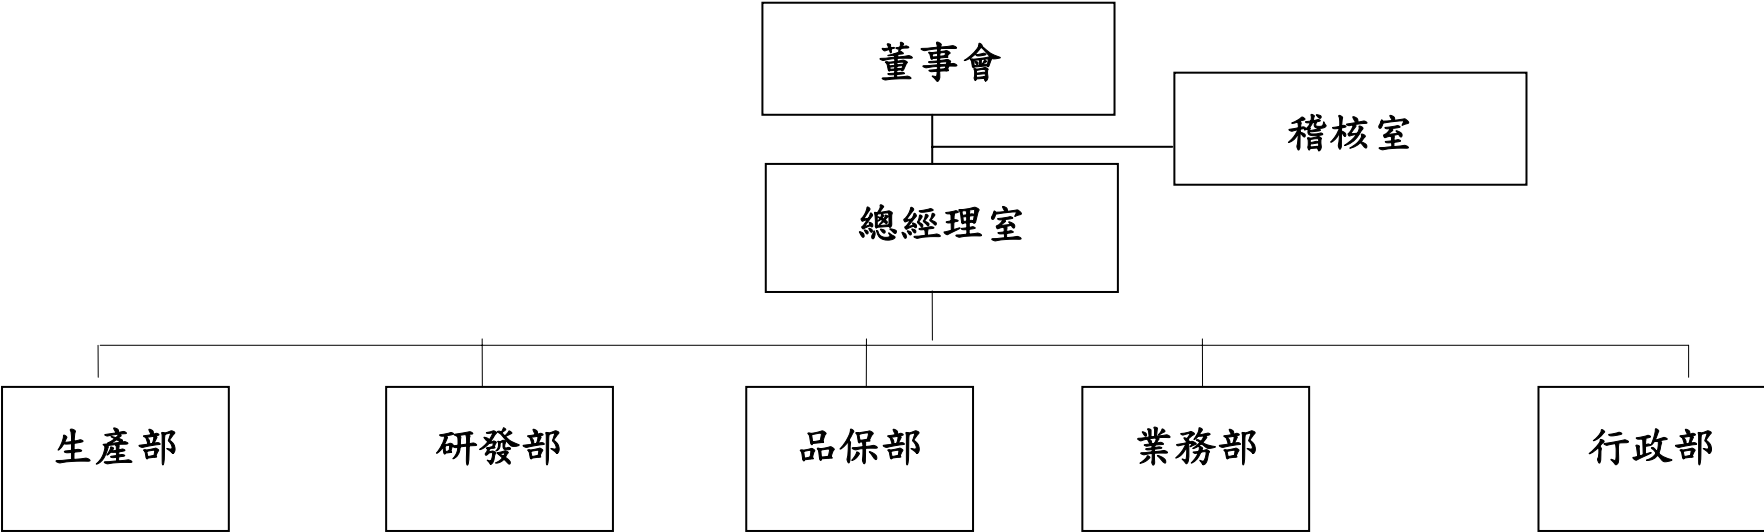 董事會
稽核室
總經理室
生產部
研發部
品保部
業務部
行政部